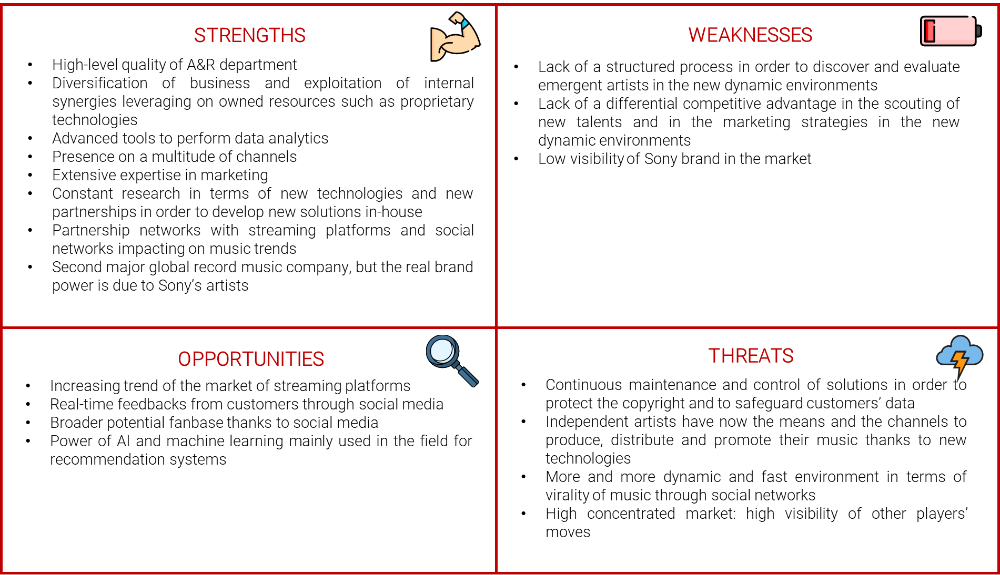 STRENGTHS
• High-level quality of A&R department
• Diversification of business and exploitation of internal
synergies leveraging on owned resources such as proprietary
technologies
• Advanced tools to perform data analytics
• Presence on a multitude of channels
• Extensive expertise in marketing
• Constant research in terms of new technologies and new
partnerships in order to develop new solutions in-house
• Partnership networks with streaming platforms and social
networks impacting on music trends
• Second major global record music company, but the real brand
power is due to Sony’s artists
WEAKNESSES
• Lack of a structured process in order to discover and evaluate
emergent artists in the new dynamic environments
• Lack of a differential competitive advantage in the scouting of
new talents and in the marketing strategies in the new
dynamic environments
• Low visibility of Sony brand in the market
OPPORTUNITIES
• Increasing trend of the market of streaming platforms
• Real-time feedbacks from customers through social media
• Broader potential fanbase thanks to social media
• Power of AI and machine learning mainly used in the field for
recommendation systems
THREATS
• Continuous maintenance and control of solutions in order to
protect the copyright and to safeguard customers’ data
• Independent artists have now the means and the channels to
produce, distribute and promote their music thanks to new
technologies
• More and more dynamic and fast environment in terms of
virality of music through social networks
• High concentrated market: high visibility of other players’
moves